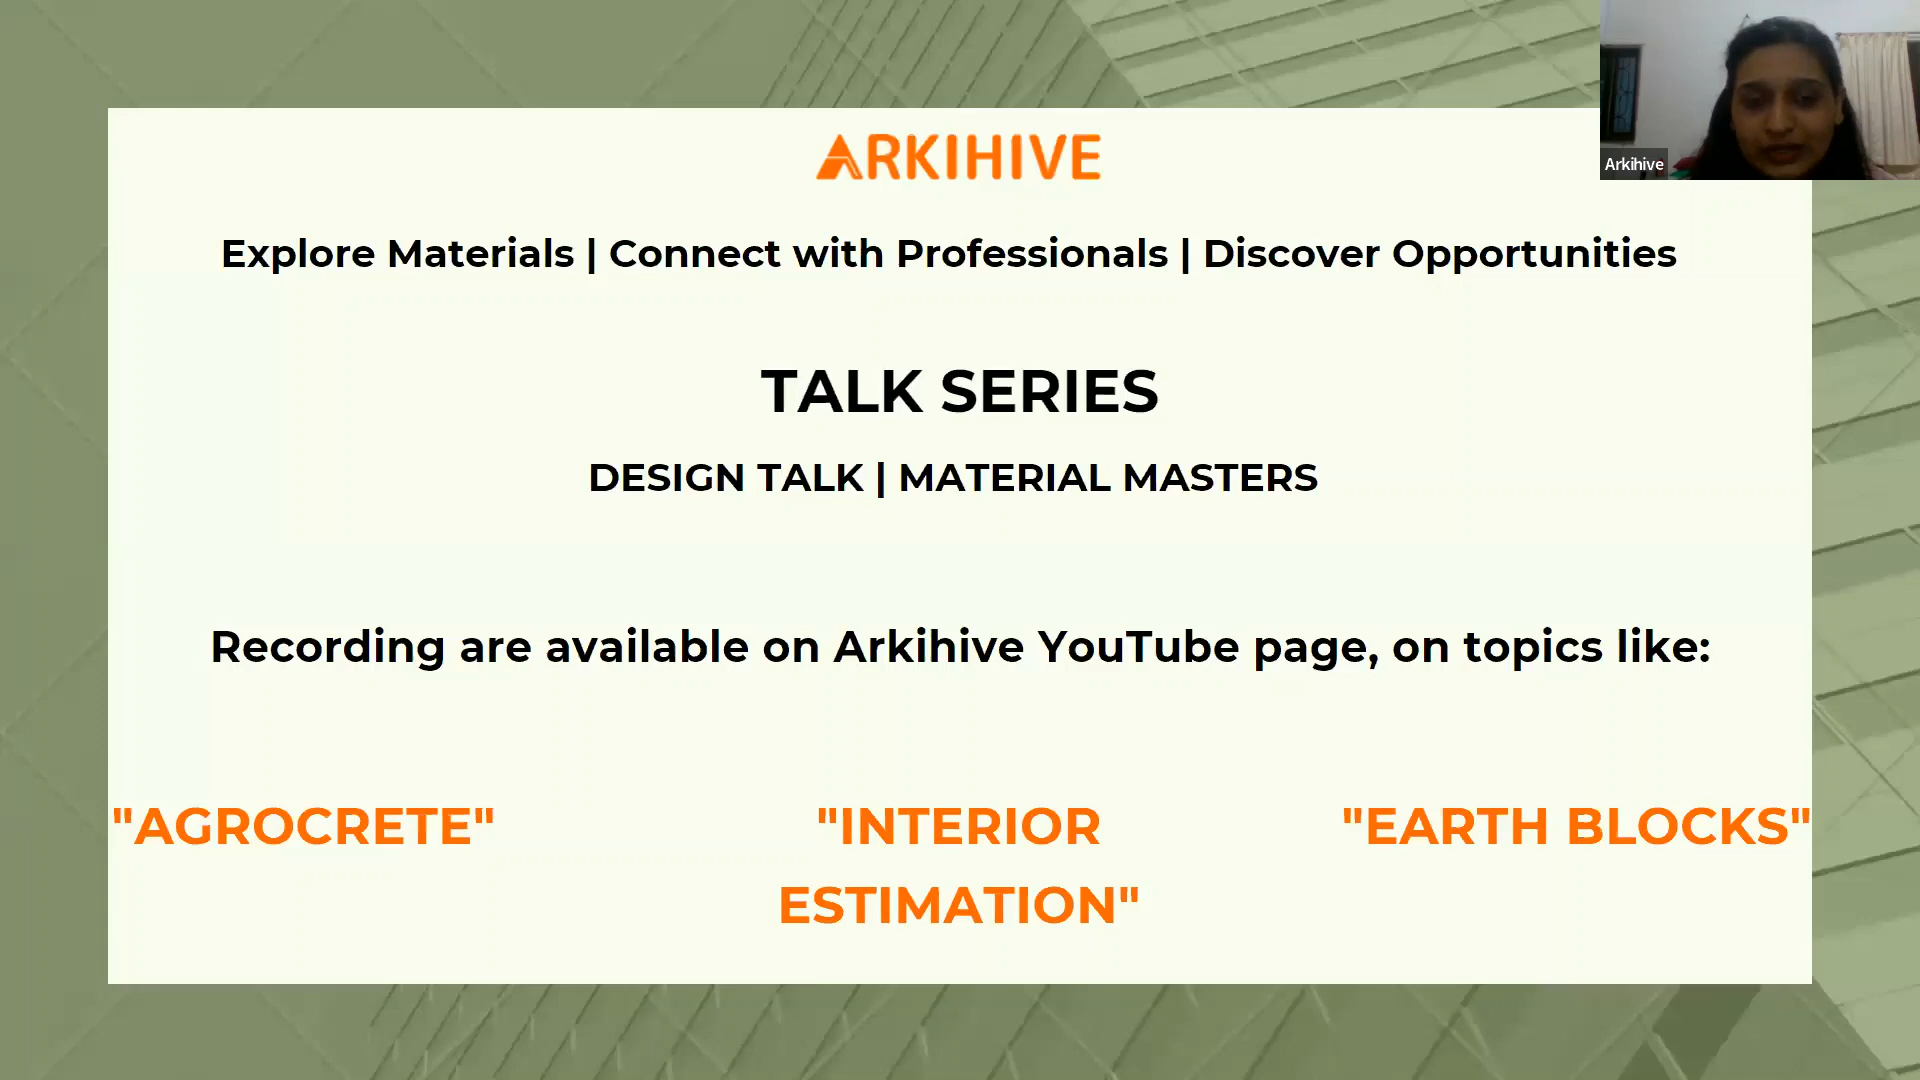 ARKIHIVE
Arkihive
Explore Materials | Connect with Professionals | Discover Opportunities
TALK SERIES
DESIGN TALK | MATERIAL MASTERS
Recording are available on Arkihive YouTube page, on topics like:
"AGROCRETE"
"INTERIOR
ESTIMATION"
"EARTH BLOCKS"